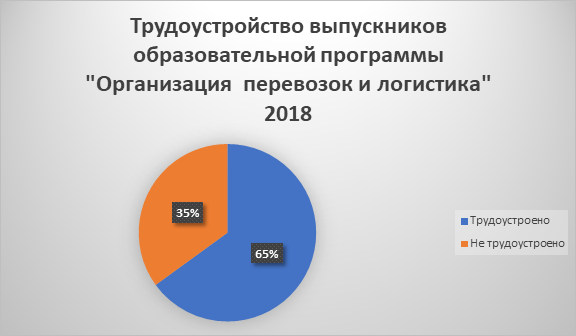 Трудоустройство выпускников
образовательной программы
"Организация перевозок и логистика"
2018
35%
65%
Трудоустроено
Не трудоустроено